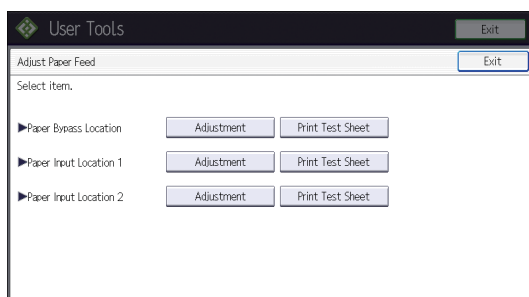 User Tools Exit
Adjust Paper Feed Exit
Select item.
▶Paper Bypass Location Adjustment Print Test Sheet
▶Paper Input Location 1 Adjustment Print Test Sheet
▶Paper Input Location 2 Adjustment Print Test Sheet